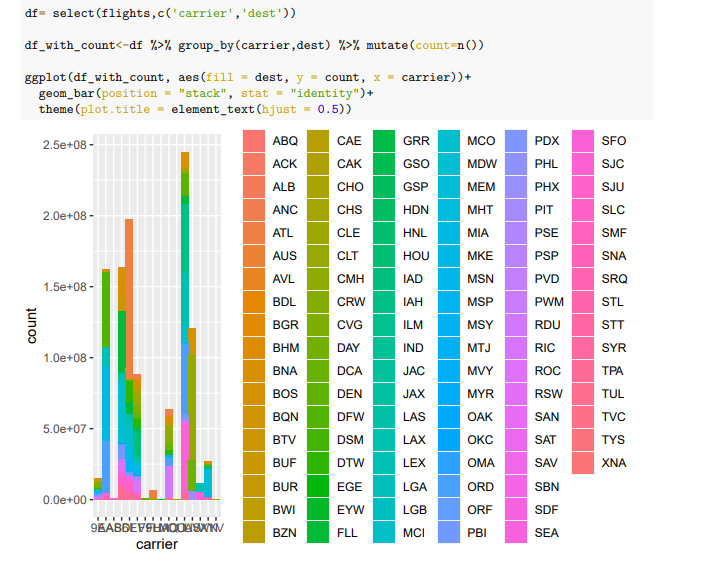 df= select(flights,c('carrier','dest'))
df_with_count<-df %>% group_by(carrier,dest) %>% mutate(count=n())
ggplot(df_with_count, aes(fill = dest, y = count, x = carrier))+
geom_bar(position = "stack", stat = "identity")+
theme(plot.title = element_text(hjust = 0.5))
2.5e+08
2.0e+08
1.5e+08
1.0e+08
5.0e+07
0.0e+00
count
carrier
ABQ CAE GRR MCO PDX SFO
ACK CAK GSO MDW PHL SJC
ALB CHO GSP MEM PHX SJU
ANC CHS HDN MHT PIT SLC
ATL CLE HNL MIA PSE SMF
AUS CLT HOU MKE PSP SNA
AVL CMH IAD MSN PVD SRQ
BDL CRW IAH MSP PWM STL
BGR CVG ILM MSY RDU STT
BHM DAY IND MTJ RIC SYR
BNA DCA JAC MVY ROC TPA
BOS DEN JAX MYR RSW TUL
BQN DFW LAS OAK SAN TVC
BTV DSM LAX OKC SAT TYS
BUF DTW LEX OMA SAV XNA
BUR EGE LGA ORD SBN
BWI EYW LGB ORF SDF
BZN FLL MCI PBI SEA